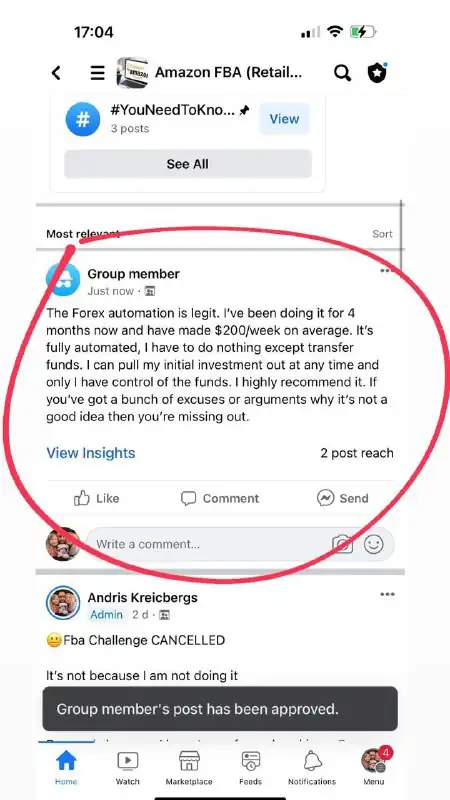 17:04
Amazon FBA (Retail...
#YouNeedToKno...
3 posts
View
See All
Most relevant
Sort
Group member
Just now
The Forex automation is legit. I've been doing it for 4
months now and have made $200/week on average. It's
fully automated, I have to do nothing except transfer
funds. I can pull my initial investment out at any time and
only I have control of the funds. I highly recommend it. If
you've got a bunch of excuses or arguments why it's not a
good idea then you're missing out.
View Insights
2 post reach
Like
Comment
Send
Write a comment...
Andris Kreicbergs
Admin 2 d
Fba Challenge CANCELLED
It's not because I am not doing it
Group member's post has been approved.
Home
Watch
Marketplace
Feeds
Notifications
4
Menu